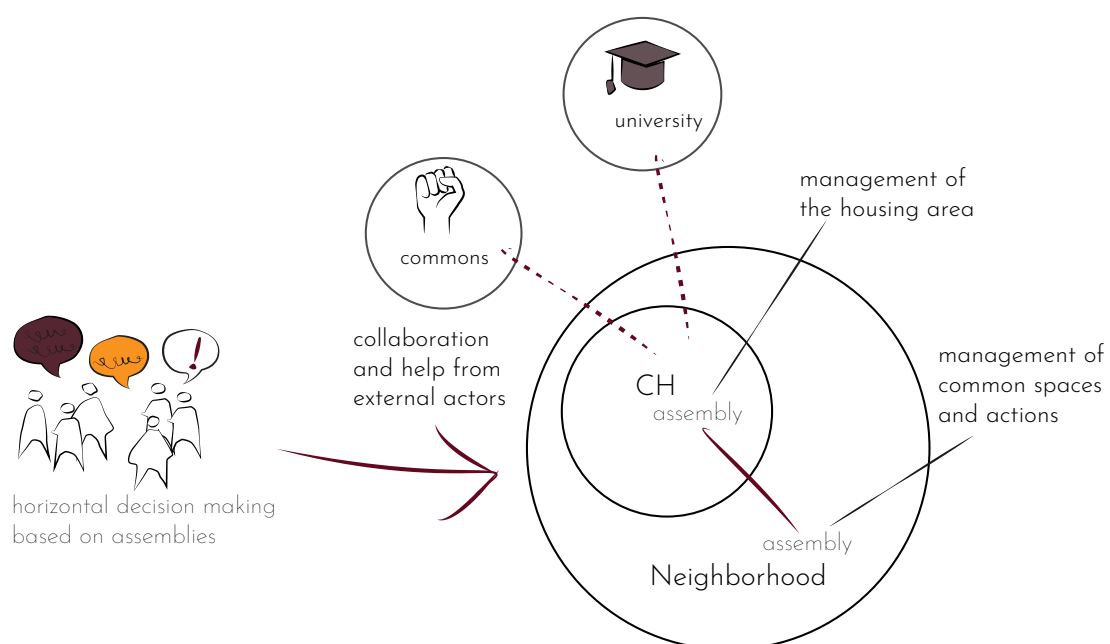 university
commons
management of
the housing area
collaboration
and help from
external actors
management of
common spaces
and actions
CH
assembly
horizontal decision making
based on assemblies
assembly
Neighborhood